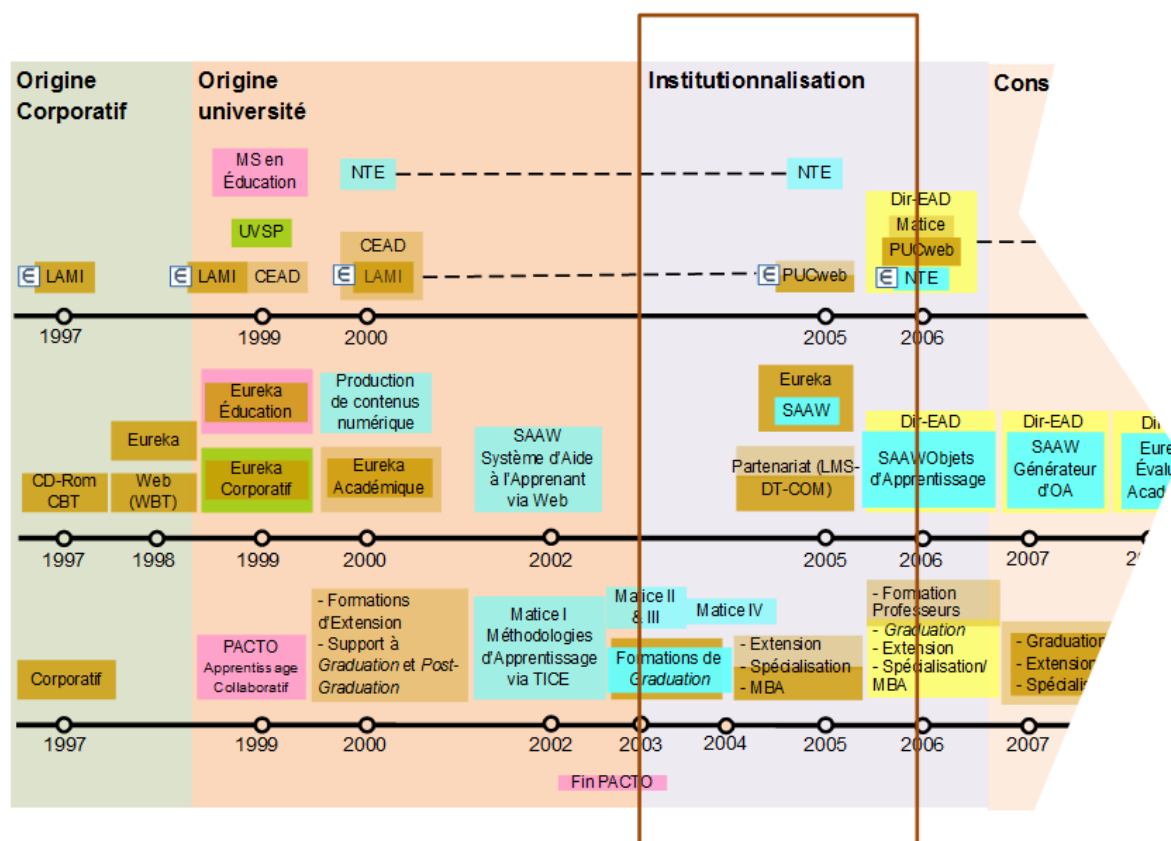 Origine
Corporatif
Origine
université
Institutionnalisation
Cons
MS en
Éducation
NTE
NTE
Dir-EAD
Matice
PUCweb
∈ NTE
UVSP
CEAD
∈ LAMI
∈ LAMI
∈ LAMI CEAD
∈ PUCweb
1997
1999
2000
2005
2006
Eureka
Éducation
Production
de contenus
numérique
Eureka
SAAW
Eureka
SAAW
Système d'Aide
à l'Apprenant
via Web
Dir-EAD
SAAWObjets
d'Apprentissage
Dir-EAD
SAAW
Générateur
d'OA
Di
Eure
Évalu
Acad
CD-Rom
CBT
Web
(WBT)
Eureka
Corporatif
Eureka
Académique
Partenariat (LMS-
DT-COM)
1997
1998
1999
2000
2002
2005
2006
2007
Corporatif
PACTO
Apprentissage
Collaboratif
- Formations
d'Extension
- Support à
Graduation et Post-
Graduation
Matice I
Méthodologies
d'Apprentissage
via TICE
Matice II
& III
Matice IV
Formations de
Graduation
- Extension
- Spécialisation
- MBA
- Formation
Professeurs
- Graduation
- Extension
- Spécialisation/
MBA
- Graduation
- Extension
- Spécialis
1997
1999
2000
2002
2003
2004
2005
2006
2007
Fin PACTO